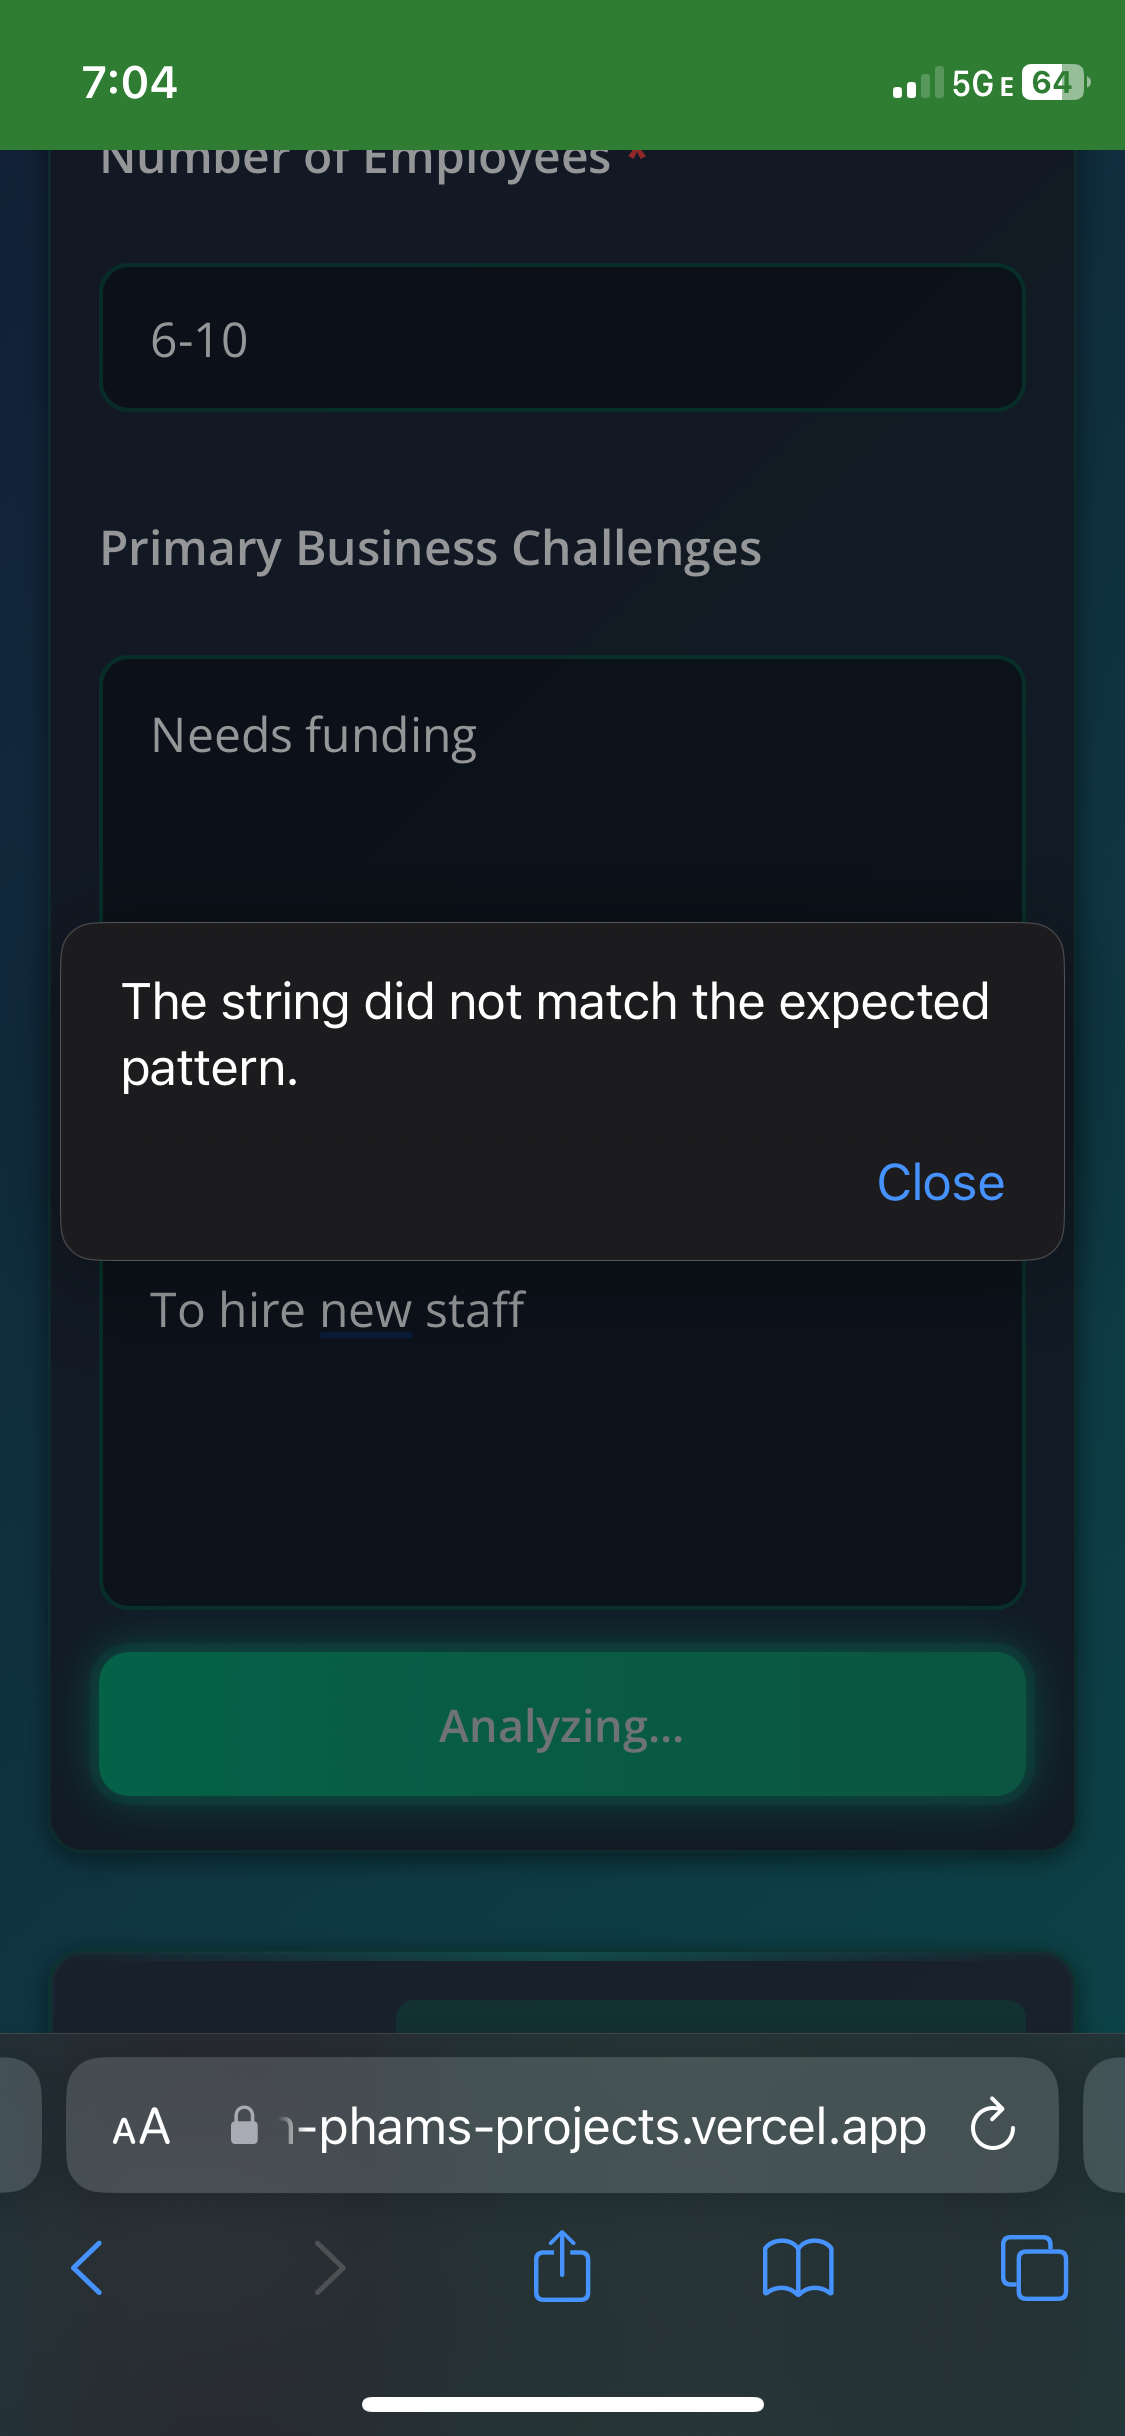 7:04
5G E 64
Number of Employees *
6-10
Primary Business Challenges
Needs funding
The string did not match the expected
pattern.
Close
To hire new staff
Analyzing...
AA -phams-projects.vercel.app